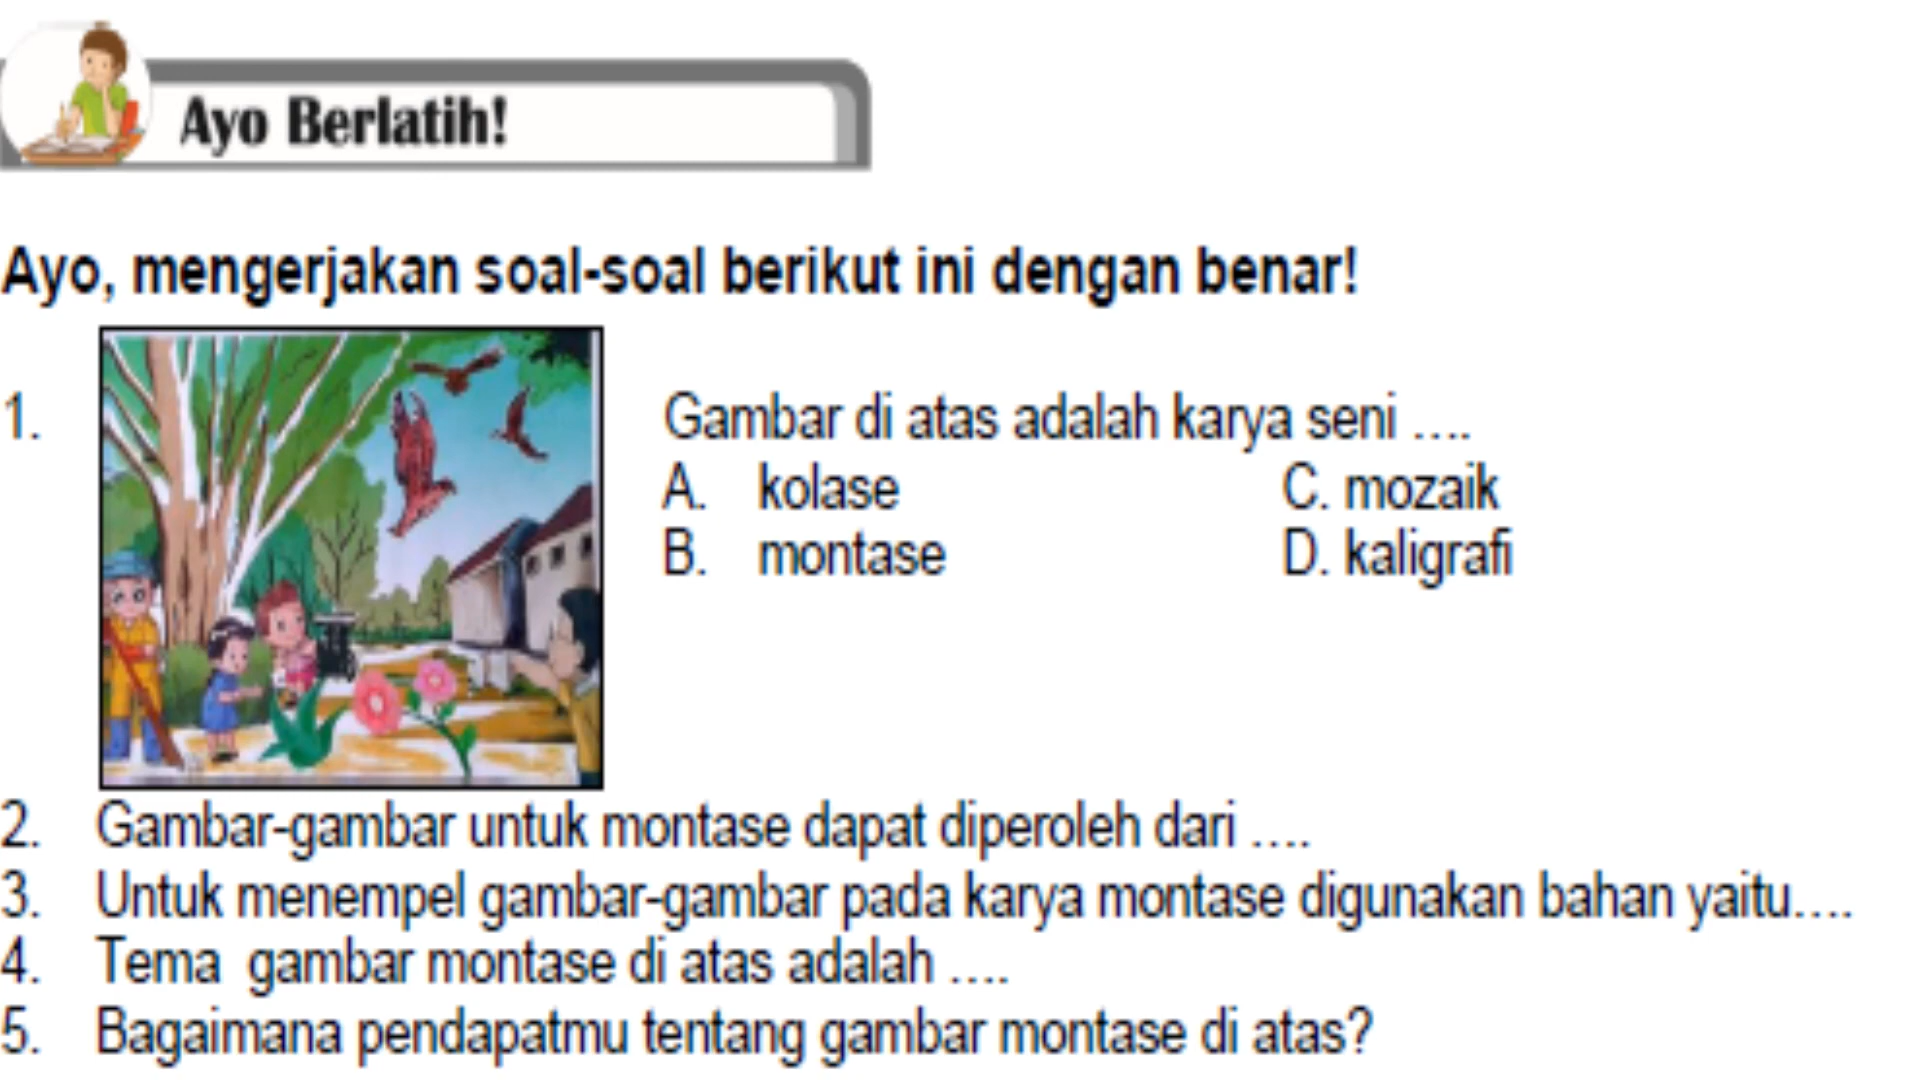 Ayo Berlatih!
Ayo, mengerjakan soal-soal berikut ini dengan benar!
1. Gambar di atas adalah karya seni ....
A. kolase C. mozaik
B. montase D. kaligrafi
2. Gambar-gambar untuk montase dapat diperoleh dari ....
3. Untuk menempel gambar-gambar pada karya montase digunakan bahan yaitu....
4. Tema gambar montase di atas adalah ....
5. Bagaimana pendapatmu tentang gambar montase di atas?